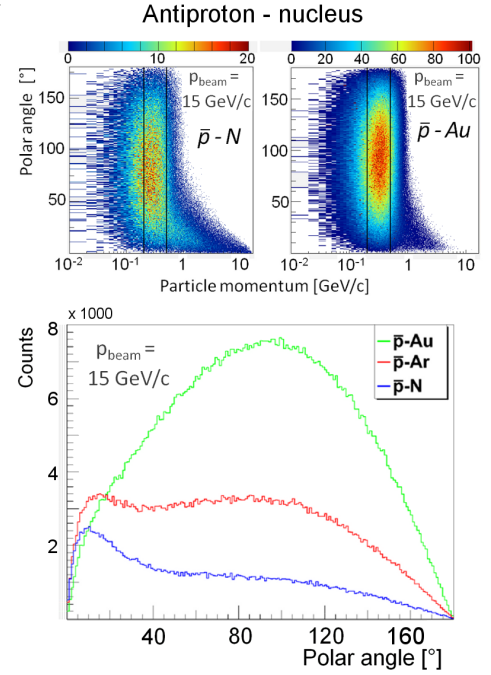 Antiproton - nucleus
0 10 20
0 20 40 60 80 100
Polar angle [°]
150
100
50
p_beam =
15 GeV/c
p̅ - N
150
100
50
p_beam =
15 GeV/c
p̅ - Au
10⁻² 10⁻¹ 1 10
10⁻² 10⁻¹ 1 10
Particle momentum [GeV/c]
x 1000
Counts
8
6
4
2
p_beam =
15 GeV/c
p̅-Au
p̅-Ar
p̅-N
40 80 120 160
Polar angle [°]